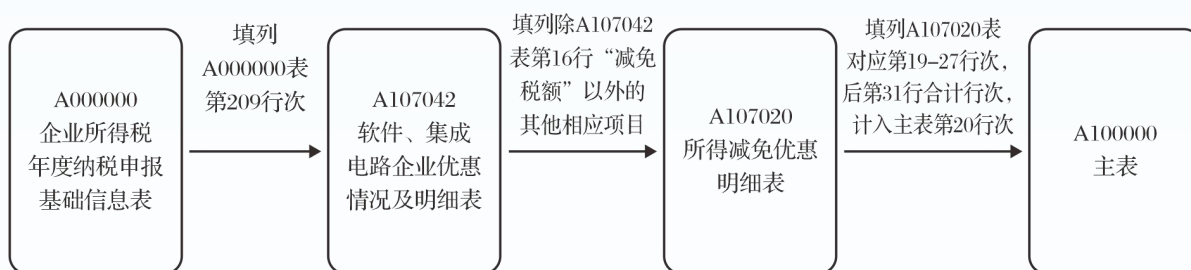 A000000
企业所得税
年度纳税申报
基础信息表
填列
A000000表
第209行次
A107042
软件、集成
电路企业优惠
情况及明细表
填列除A107042
表第16行“减免
税额”以外的
其他相应项目
A107020
所得减免优惠
明细表
填列A107020表
对应第19–27行次，
后第31行合计行次，
计入主表第20行次
A100000
主表